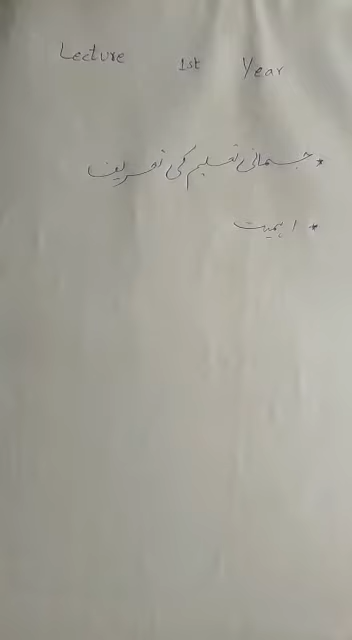 Lecture 1st Year
* جسمانی تعلیم کی تعریف
* اہمیت